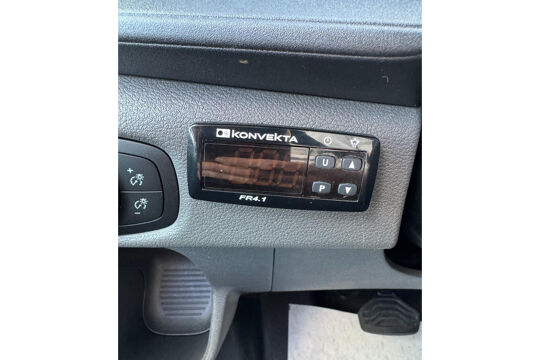 KONVEKTA
U
P
FR4.1
+
-